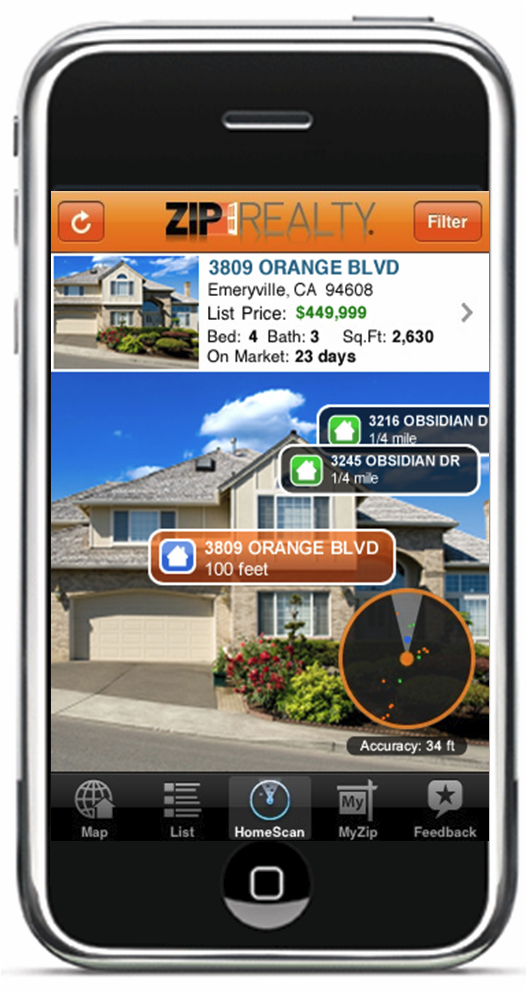 ZIP REALTY
Filter
3809 ORANGE BLVD
Emeryville, CA 94608
List Price: $449,999
Bed: 4 Bath: 3 Sq.Ft: 2,630
On Market: 23 days
3216 OBSIDIAN D
1/4 mile
3245 OBSIDIAN DR
1/4 mile
3809 ORANGE BLVD
100 feet
Accuracy: 34 ft
My
Map List HomeScan MyZip Feedback